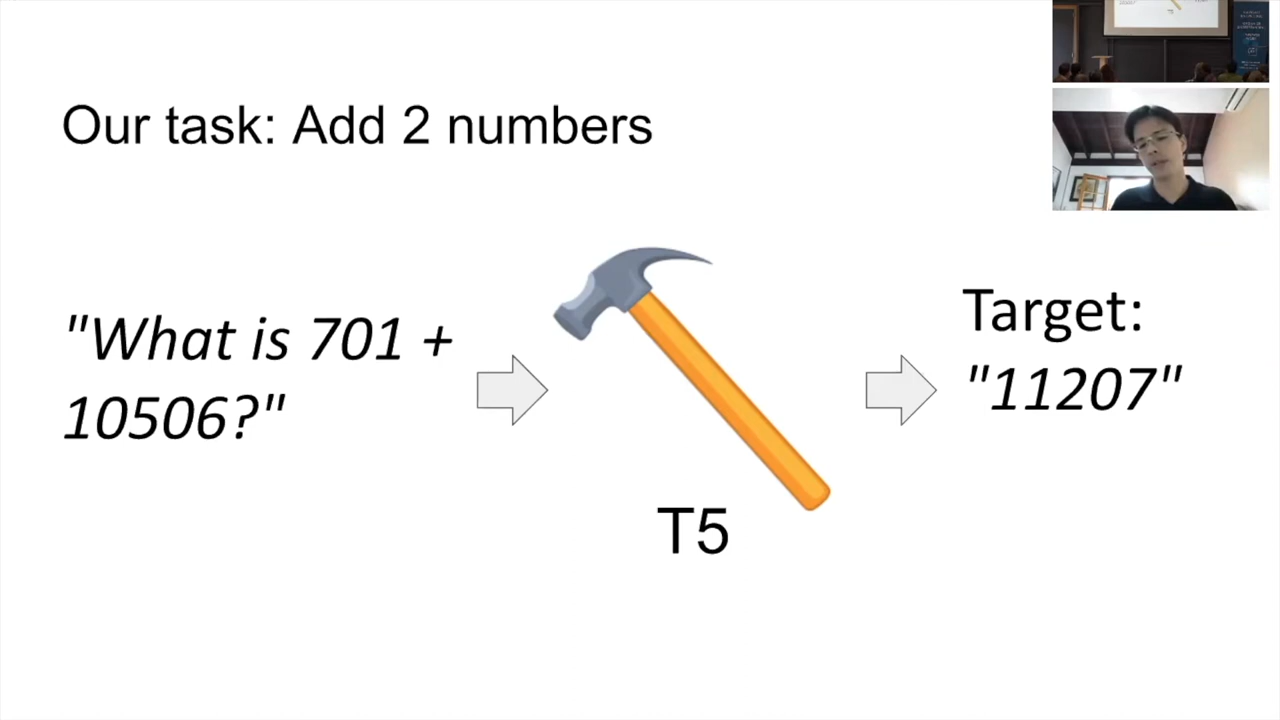 Our task: Add 2 numbers
"What is 701 +
10506?"
T5
Target:
"11207"